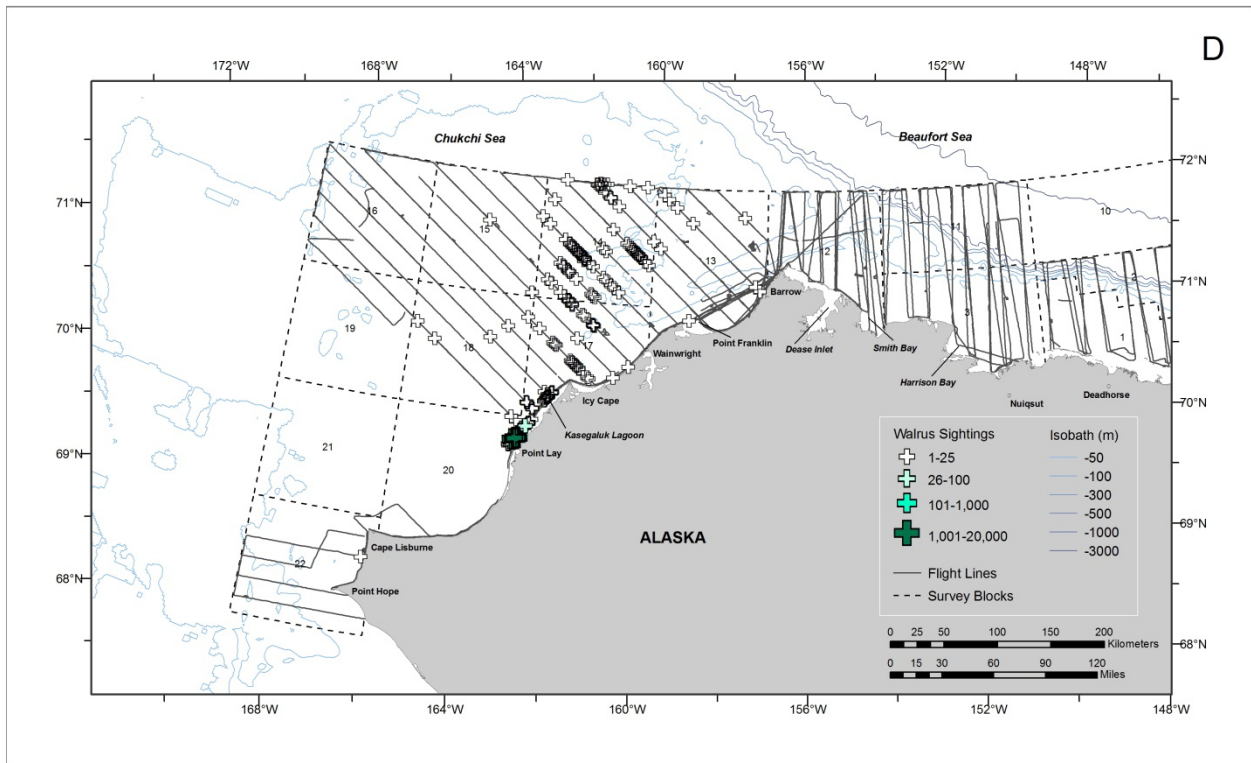 D
172°W 168°W 164°W 160°W 156°W 152°W 148°W
Chukchi Sea
Beaufort Sea
72°N
71°N
16
15
14
13
2
11
10
71°N
Barrow
70°N
19
18
17
3
1
Wainwright
Point Franklin
Dease Inlet
Smith Bay
Harrison Bay
Icy Cape
Nuiqsut
Deadhorse
70°N
Kasegaluk Lagoon
69°N
21
20
Point Lay
Walrus Sightings
1-25
26-100
101-1,000
1,001-20,000
Isobath (m)
-50
-100
-300
-500
-1000
-3000
69°N
Cape Lisburne
ALASKA
22
68°N
Point Hope
Flight Lines
Survey Blocks
0 25 50 100 150 200
Kilometers
68°N
0 15 30 60 90 120
Miles
168°W 164°W 160°W 156°W 152°W 148°W